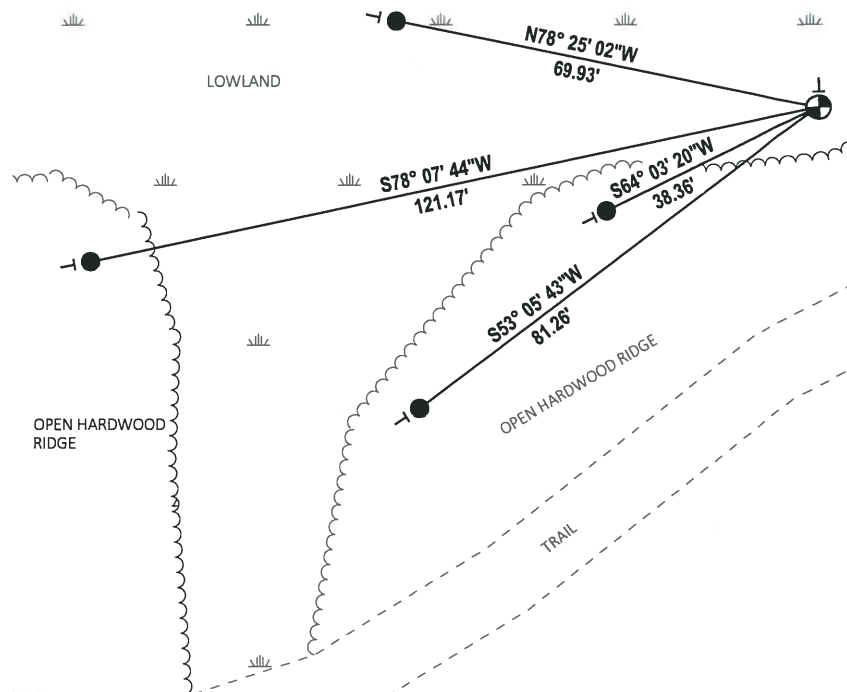 N78° 25' 02"W
69.93'
LOWLAND
S78° 07' 44"W
121.17'
S64° 03' 20"W
38.36'
S53° 05' 43"W
81.26'
OPEN HARDWOOD RIDGE
OPEN HARDWOOD
RIDGE
TRAIL